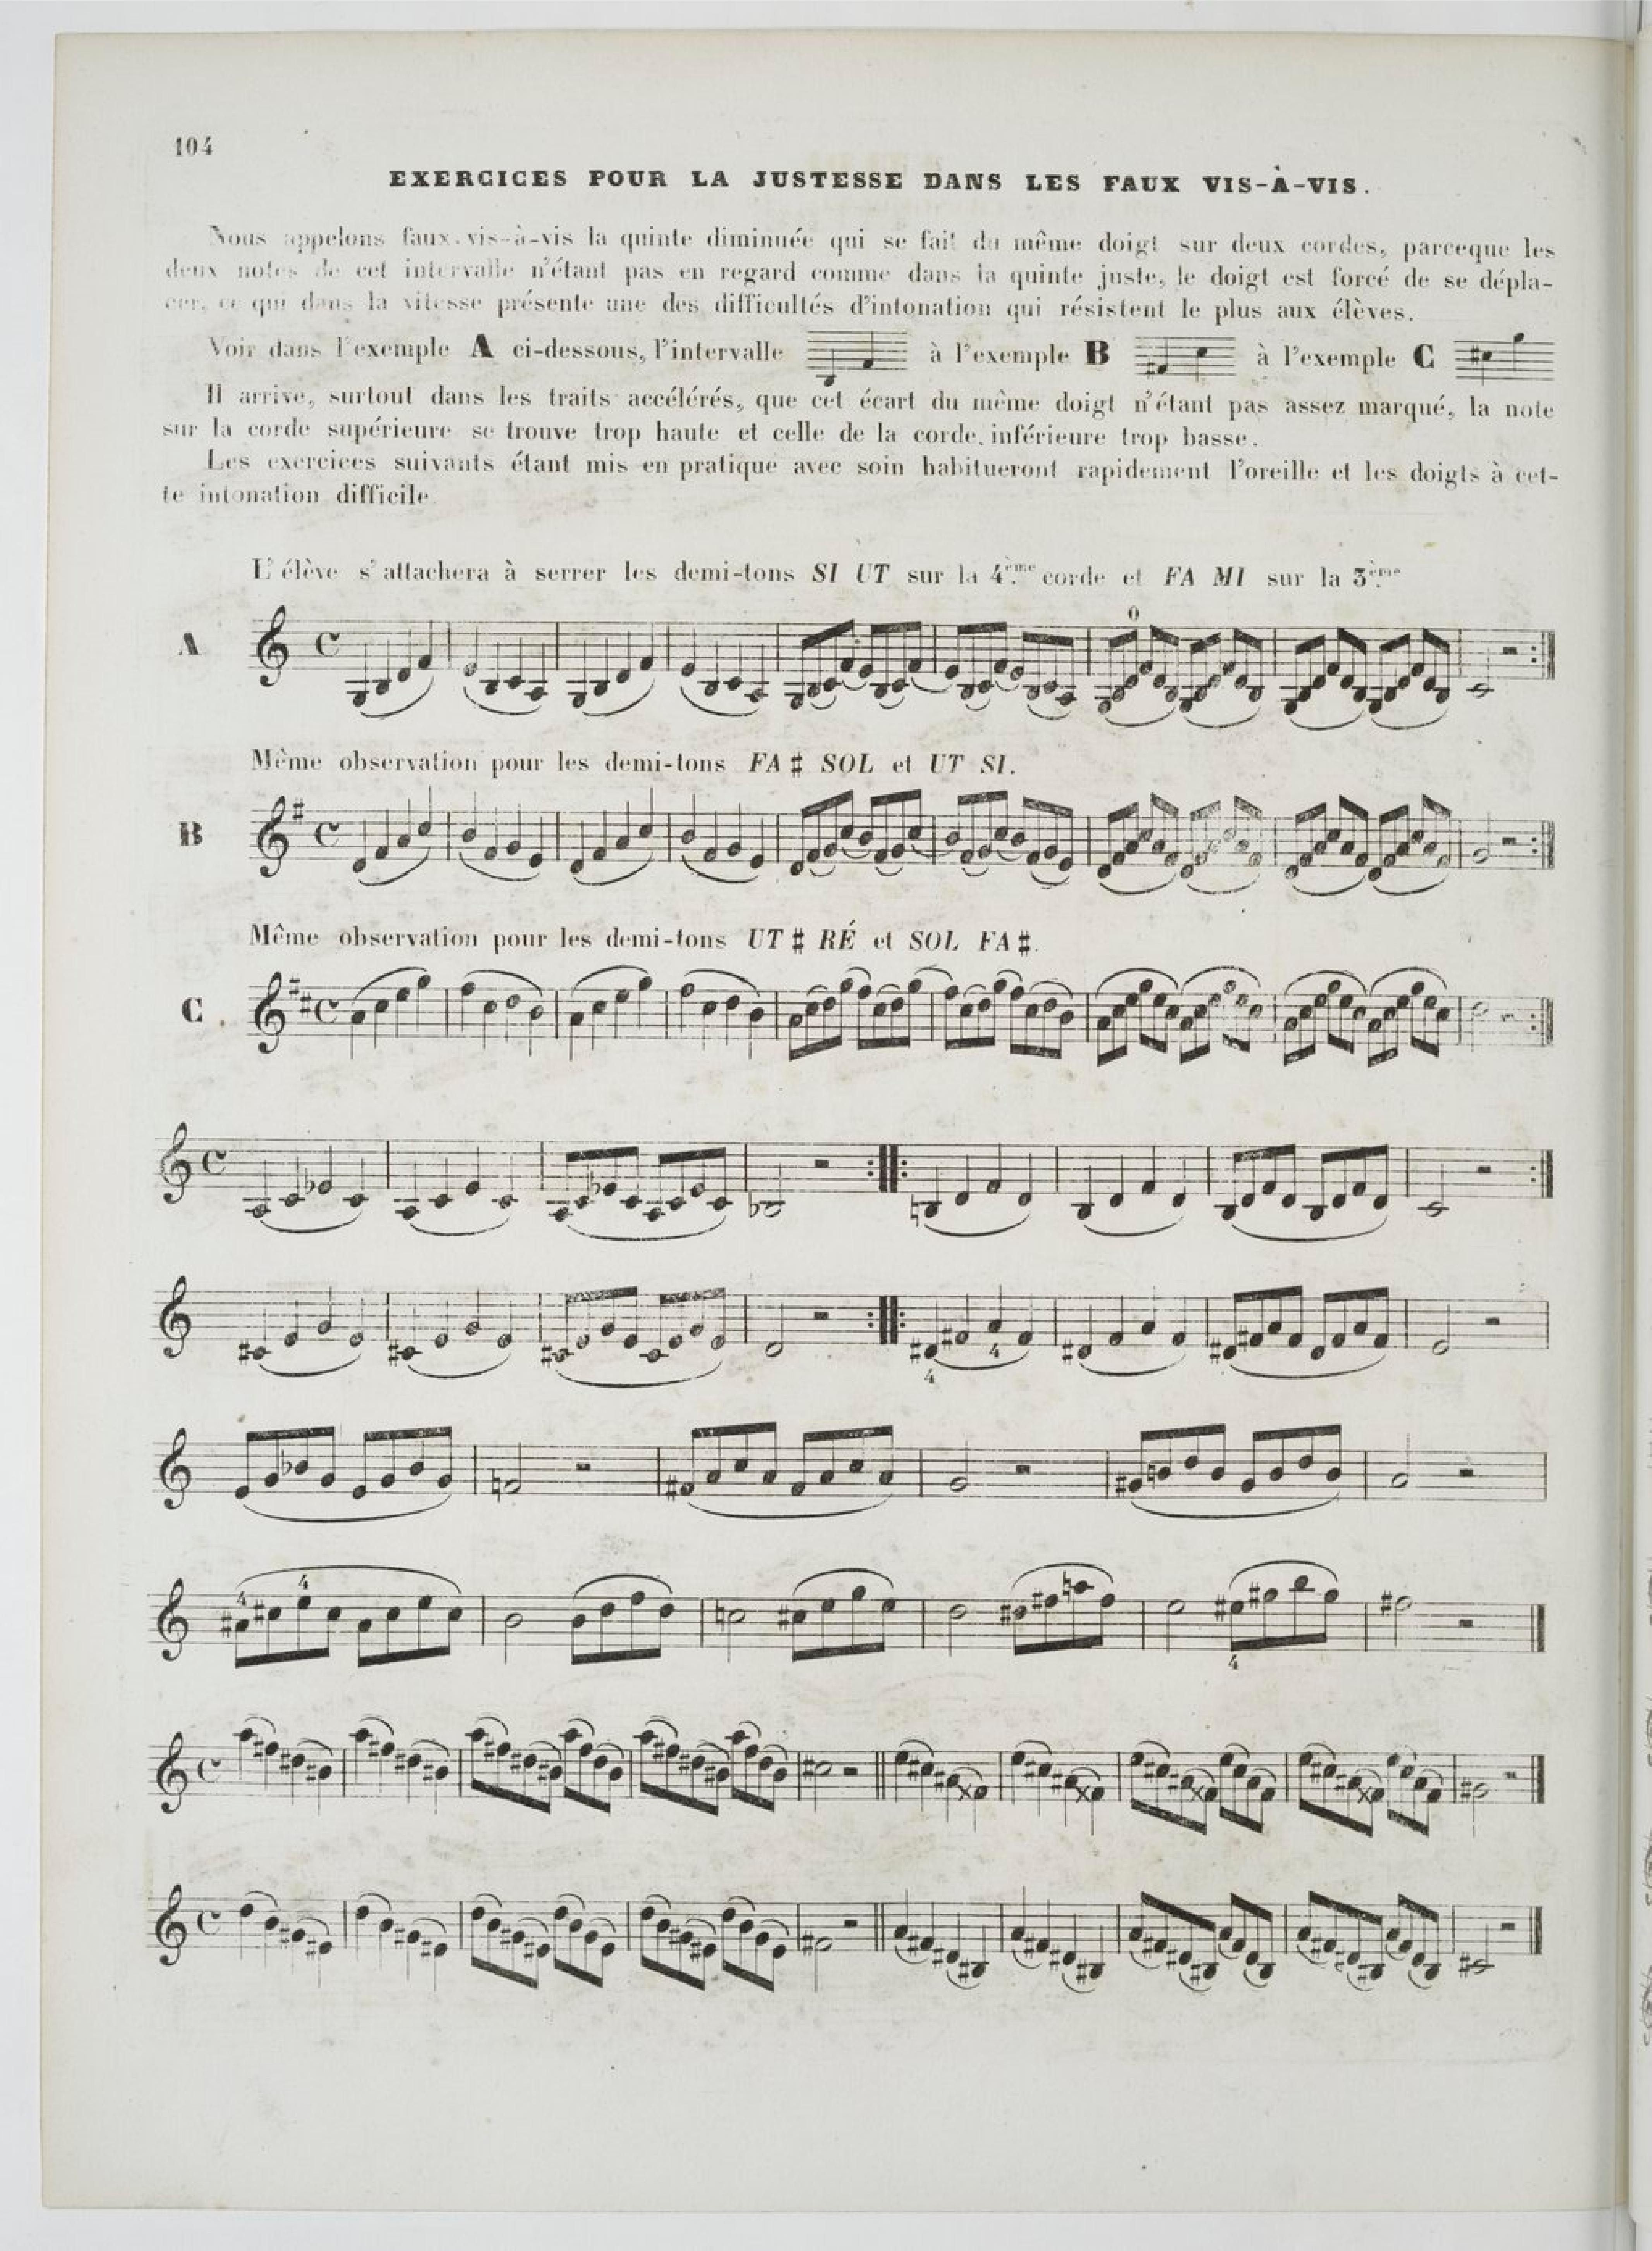 104
EXERCICES POUR LA JUSTESSE DANS LES FAUX VIS-À-VIS.
Nous appelons faux-vis-à-vis la quinte diminuée qui se fait du même doigt sur deux cordes, parceque les
deux notes de cet intervalle n'étant pas en regard comme dans la quinte juste, le doigt est forcé de se dépla-
cer, ce qui dans la vitesse présente une des difficultés d'intonation qui résistent le plus aux élèves.
Voir dans l'exemple A ci-dessous, l'intervalle à l'exemple B à l'exemple C
Il arrive, surtout dans les traits accélérés, que cet écart du même doigt n'étant pas assez marqué, la note
sur la corde supérieure se trouve trop haute et celle de la corde inférieure trop basse.
Les exercices suivants étant mis en pratique avec soin habitueront rapidement l'oreille et les doigts à cet-
te intonation difficile
L'élève s'attachera à serrer les demi-tons SI UT sur la 4ème corde et FA MI sur la 3ème
0
A
Même observation pour les demi-tons FA ♯ SOL et UT SI.
B
Même observation pour les demi-tons UT ♯ RÉ et SOL FA ♯.
C
4
4
4 4
4